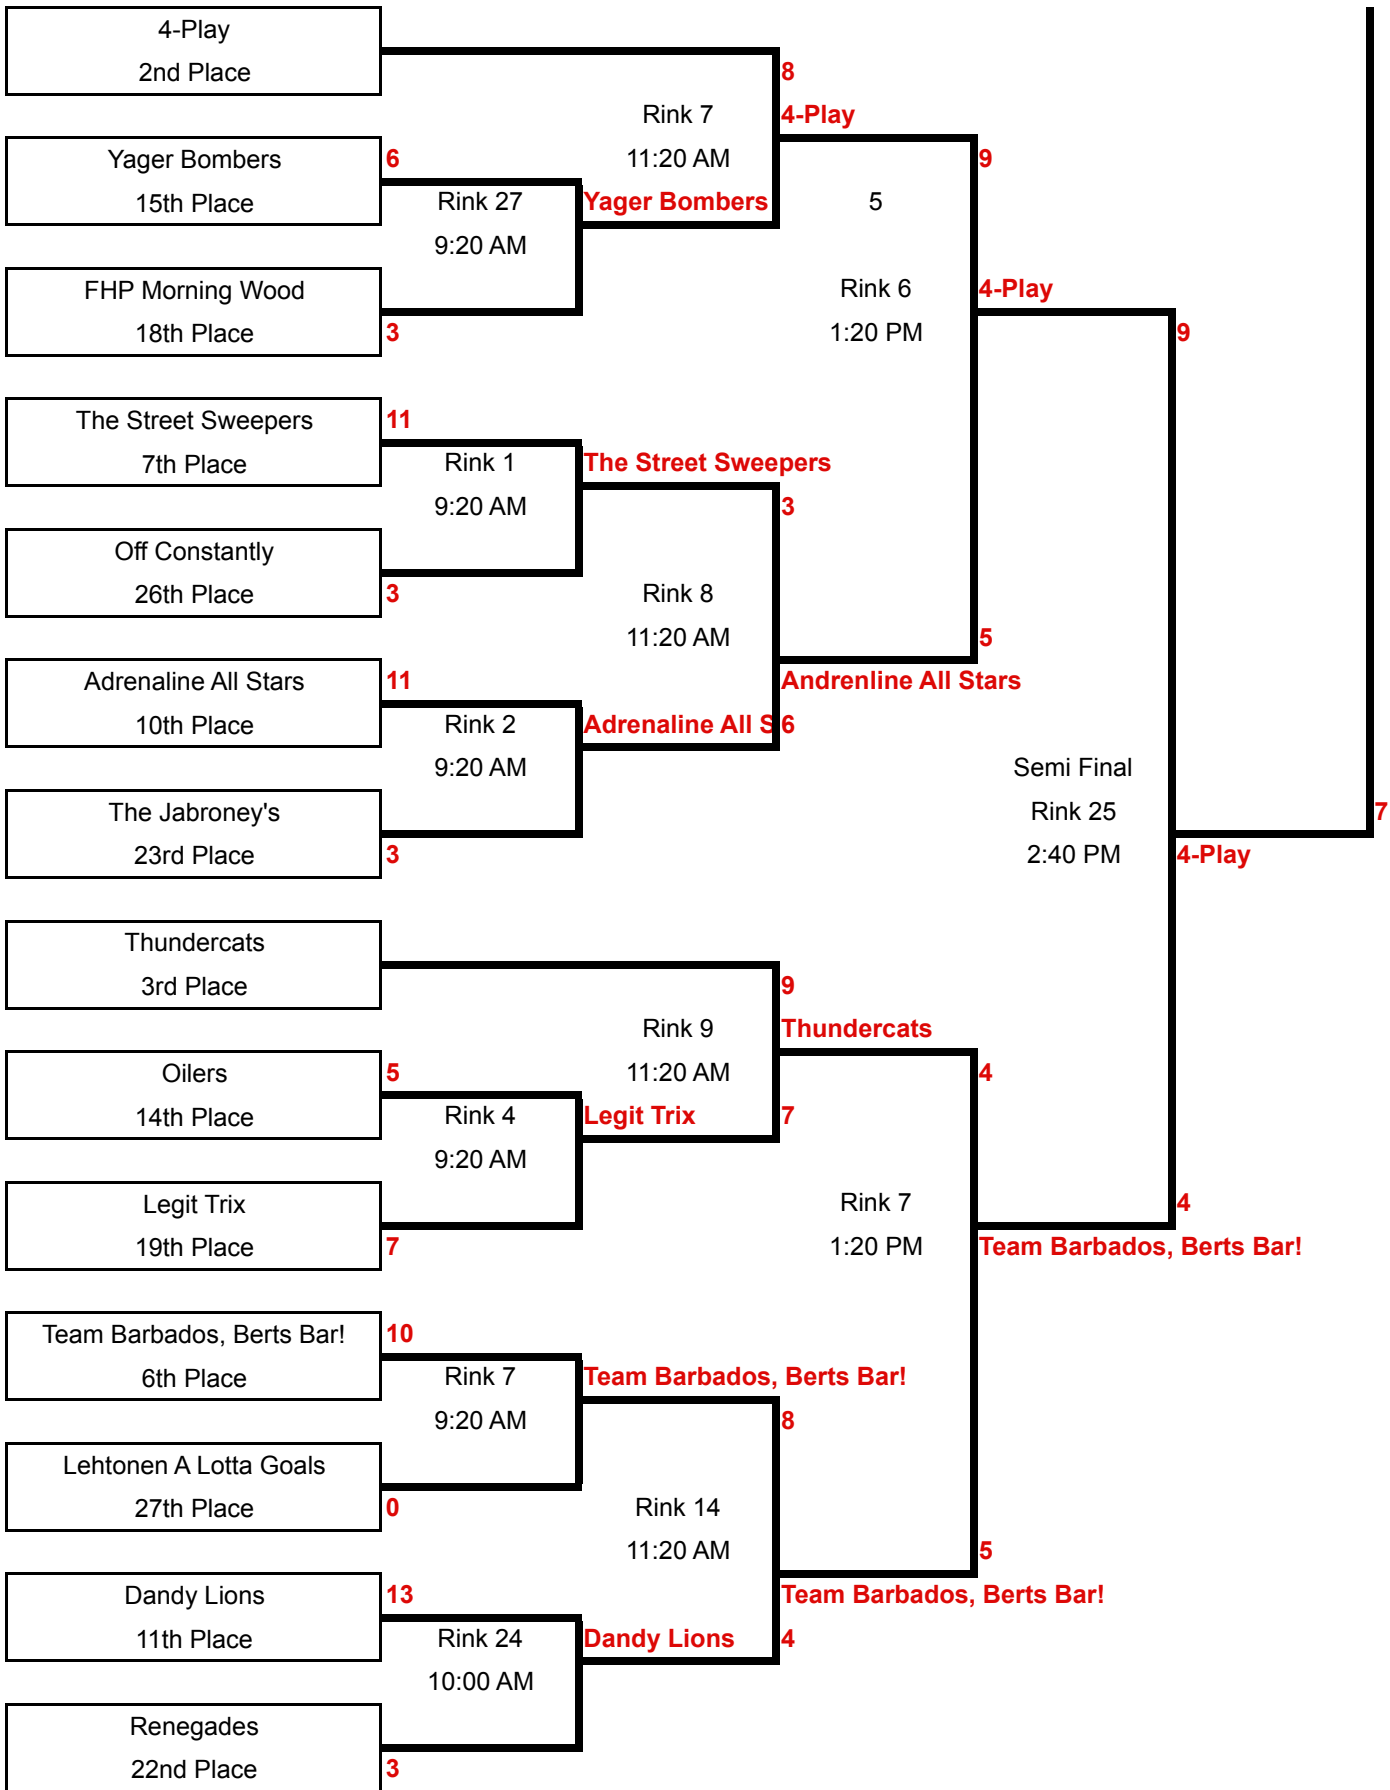 4-Play
2nd Place
8
Rink 7
4-Play
11:20 AM
9
Yager Bombers
6
15th Place
Rink 27
Yager Bombers
5
9:20 AM
FHP Morning Wood
Rink 6
4-Play
18th Place
3
1:20 PM
9
The Street Sweepers
11
7th Place
Rink 1
The Street Sweepers
9:20 AM
3
Off Constantly
26th Place
3
Rink 8
11:20 AM
5
Adrenaline All Stars
11
Andrenline All Stars
10th Place
Rink 2
Adrenaline All S
6
9:20 AM
Semi Final
The Jabroney's
Rink 25
7
23rd Place
3
2:40 PM
4-Play
Thundercats
3rd Place
9
Rink 9
Thundercats
Oilers
5
11:20 AM
4
14th Place
Rink 4
Legit Trix
7
9:20 AM
Legit Trix
Rink 7
4
19th Place
7
1:20 PM
Team Barbados, Berts Bar!
Team Barbados, Berts Bar!
10
6th Place
Rink 7
Team Barbados, Berts Bar!
9:20 AM
8
Lehtonen A Lotta Goals
27th Place
0
Rink 14
11:20 AM
5
Dandy Lions
13
Team Barbados, Berts Bar!
11th Place
Rink 24
Dandy Lions
4
10:00 AM
Renegades
22nd Place
3